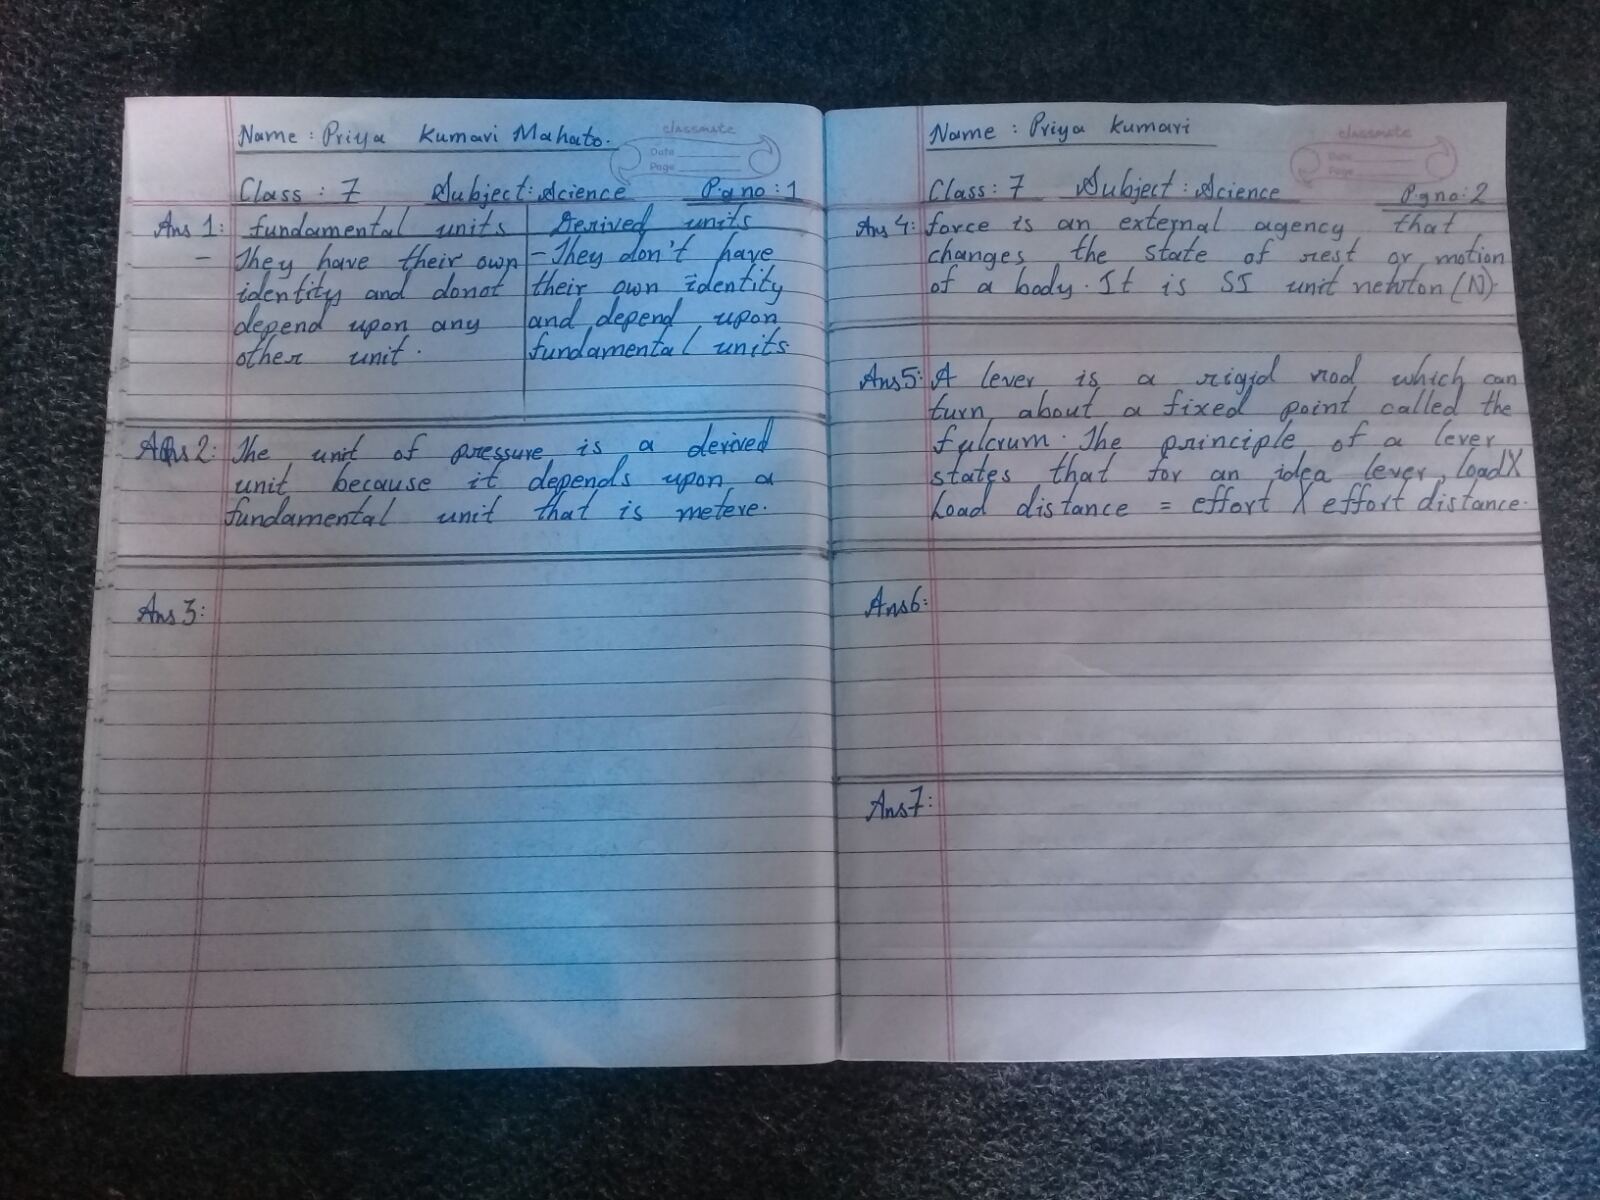 classmate
Date
Page
Name : Priya Kumari Mahato.
Class : 7 Subject: Science Pg no: 1
Ans 1: fundamental units Derived units
- They have their own - They don't have
identity and donot their own identity
depend upon any and depend upon
other unit. fundamental units.
Ans 2: The unit of pressure is a derived
unit because it depends upon a
fundamental unit that is metere.
Ans 3:
classmate
Date
Page
Name : Priya Kumari
Class : 7 Subject : Science Pg no: 2
Ans 4: force is an external agency that
changes the state of rest or motion
of a body. It is SI unit newton (N).
Ans 5: A lever is a rigid rod which can
turn about a fixed point called the
fulcrum. The principle of a lever
states that for an idea lever, load X
Load distance = effort X effort distance.
Ans 6:
Ans 7: